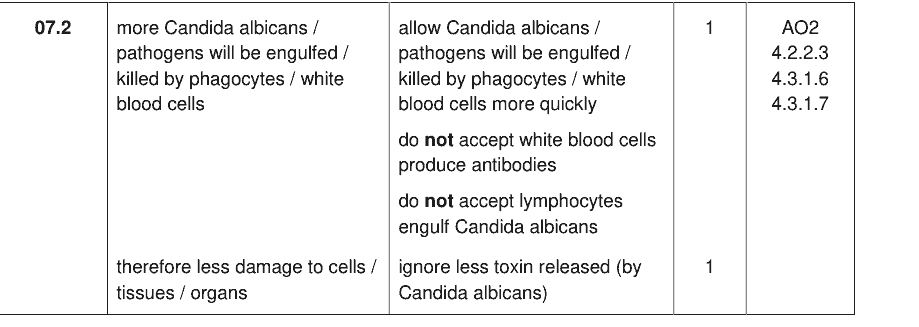 07.2
more Candida albicans /
pathogens will be engulfed /
killed by phagocytes / white
blood cells
allow Candida albicans /
pathogens will be engulfed /
killed by phagocytes / white
blood cells more quickly
do not accept white blood cells
produce antibodies
do not accept lymphocytes
engulf Candida albicans
1
AO2
4.2.2.3
4.3.1.6
4.3.1.7
therefore less damage to cells /
tissues / organs
ignore less toxin released (by
Candida albicans)
1